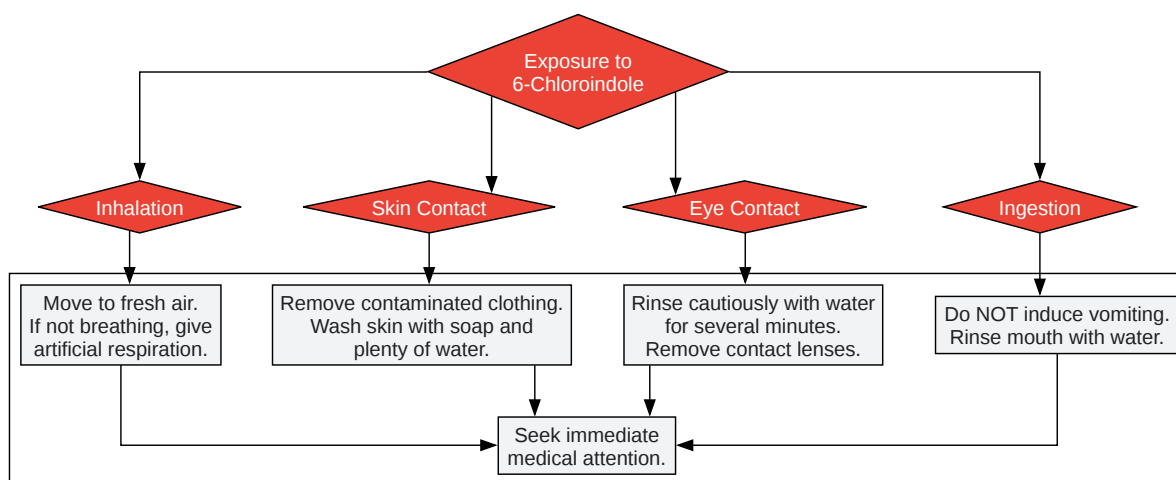 Exposure to
6-Chloroindole
Inhalation
Skin Contact
Eye Contact
Ingestion
Move to fresh air.
If not breathing, give
artificial respiration.
Remove contaminated clothing.
Wash skin with soap and
plenty of water.
Rinse cautiously with water
for several minutes.
Remove contact lenses.
Do NOT induce vomiting.
Rinse mouth with water.
Seek immediate
medical attention.